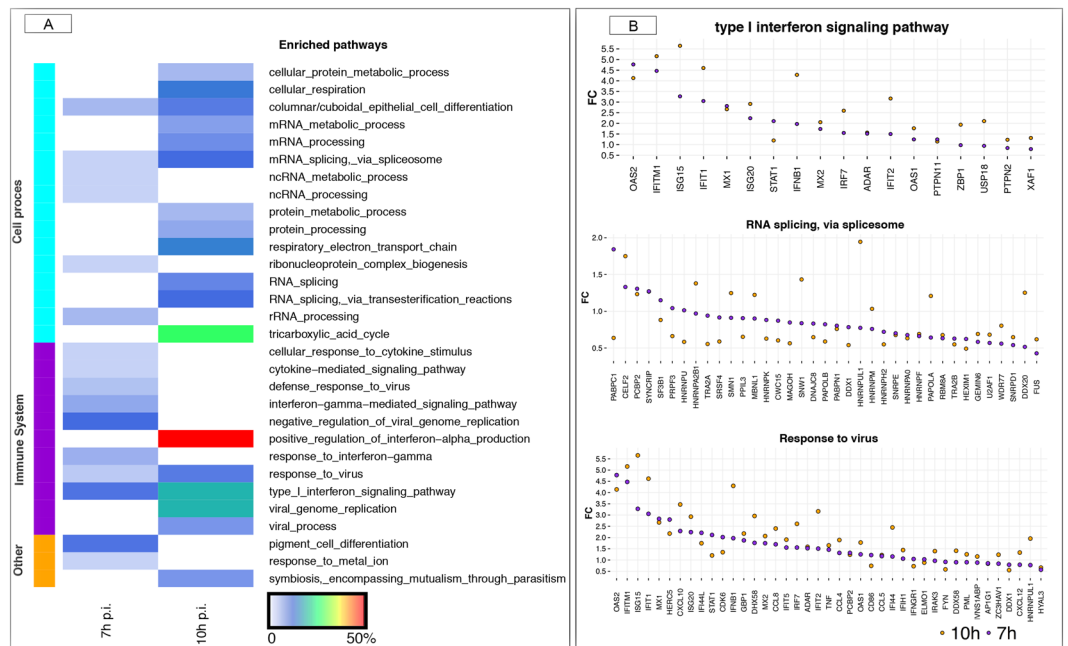 A
Enriched pathways
cellular_protein_metabolic_process
cellular_respiration
columnar/cuboidal_epithelial_cell_differentiation
mRNA_metabolic_process
mRNA_processing
mRNA_splicing,_via_spliceosome
ncRNA_metabolic_process
ncRNA_processing
protein_metabolic_process
protein_processing
respiratory_electron_transport_chain
ribonucleoprotein_complex_biogenesis
RNA_splicing
RNA_splicing,_via_transesterification_reactions
rRNA_processing
tricarboxylic_acid_cycle
cellular_response_to_cytokine_stimulus
cytokine−mediated_signaling_pathway
defense_response_to_virus
interferon−gamma−mediated_signaling_pathway
negative_regulation_of_viral_genome_replication
positive_regulation_of_interferon−alpha_production
response_to_interferon−gamma
response_to_virus
type_I_interferon_signaling_pathway
viral_genome_replication
viral_process
pigment_cell_differentiation
response_to_metal_ion
symbiosis,_encompassing_mutualism_through_parasitism
Cell proces
Immune System
Other
7h p.i.
10h p.i.
0 50%
B
type I interferon signaling pathway
FC
5.5
5.0
4.5
4.0
3.5
3.0
2.5
2.0
1.5
1.0
0.5
OAS2 IFITM1 ISG15 IFIT1 MX1 ISG20 STAT1 IFNB1 MX2 IRF7 ADAR IFIT2 OAS1 PTPN11 ZBP1 USP18 PTPN2 XAF1
RNA splicing, via splicesome
FC
2.0
1.5
1.0
0.5
PABPC1 CELF2 PCBP2 SYNCRIP SF3B1 PRPF3 HNRNPU HNRNPA2B1 TRA2A SRSF4 SMN1 PPIL3 MBNL1 HNRNPK CWC15 MAGOH SNW1 DNAJC8 PAPOLB PABPN1 DDX1 HNRNPUL1 HNRNPM HNRNPH2 SNRPE HNRNPA0 HNRNPF PAPOLA RBM8A TRA2B HEXIM1 GEMIN6 U2AF1 WDR77 SNRPD1 DDX20 FUS
Response to virus
FC
5.5
5.0
4.5
4.0
3.5
3.0
2.5
2.0
1.5
1.0
0.5
OAS2 IFITM1 ISG15 IFIT1 MX1 HERC5 CXCL10 ISG20 IFI44L STAT1 CDK6 IFNB1 GBP1 DHX58 MX2 CCL8 IFIT5 IRF7 ADAR IFIT2 TNF CCL4 PCBP2 OAS1 CD86 CCL5 IFI44 IFIH1 IFNGR1 ELMO1 IRAK3 FYN DDX58 PML IVNS1ABP AP1G1 ZC3HAV1 DDX1 CXCL12 HNRNPUL1 HYAL3
10h 7h